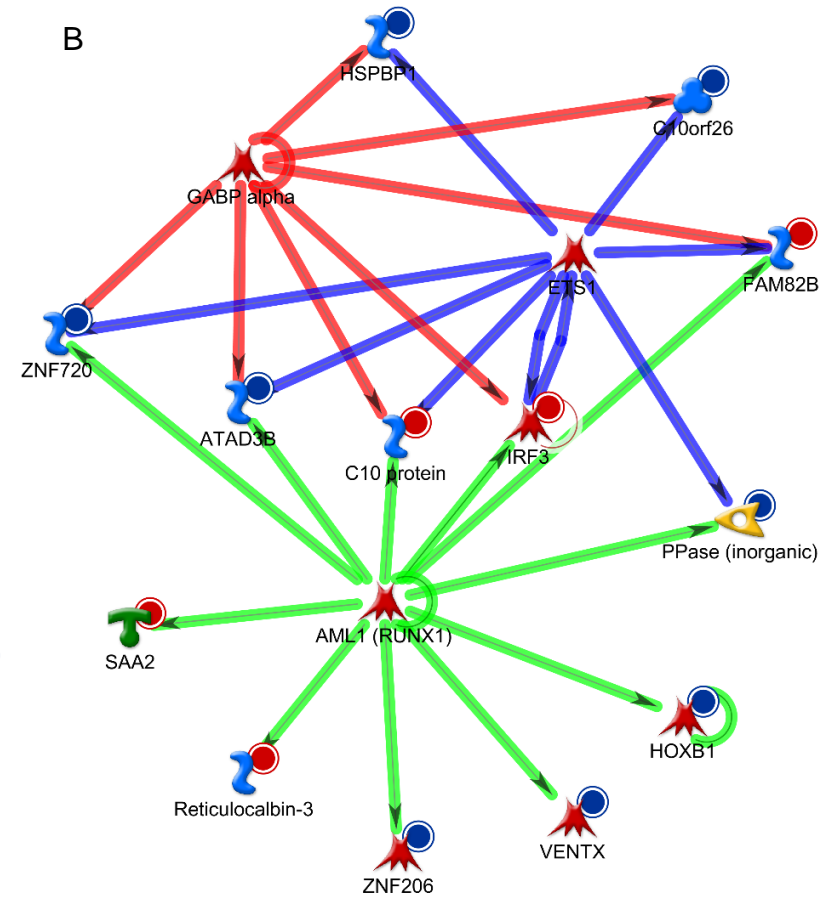 B
HSPBP1
C10orf26
GABP alpha
ETS1
FAM82B
ZNF720
ATAD3B
C10 protein
IRF3
PPase (inorganic)
AML1 (RUNX1)
SAA2
HOXB1
Reticulocalbin-3
VENTX
ZNF206